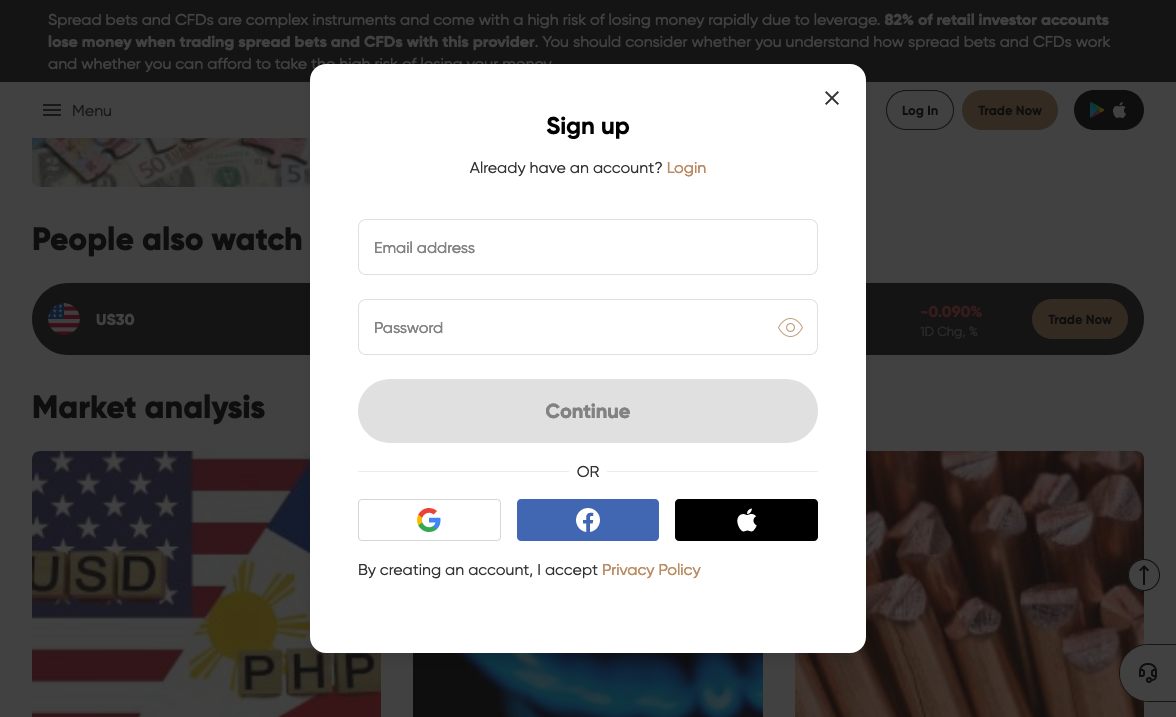 Spread bets and CFDs are complex instruments and come with a high risk of losing money rapidly due to leverage. 82% of retail investor accounts
lose money when trading spread bets and CFDs with this provider. You should consider whether you understand how spread bets and CFDs work
and whether you can afford to take the high risk of losing your money.
Menu
Log In
Trade Now
Sign up
Already have an account? Login
Email address
Password
Continue
OR
By creating an account, I accept Privacy Policy
50
5
People also watch
US30
-0.090%
1D Chg, %
Trade Now
Market analysis
USD
PHP